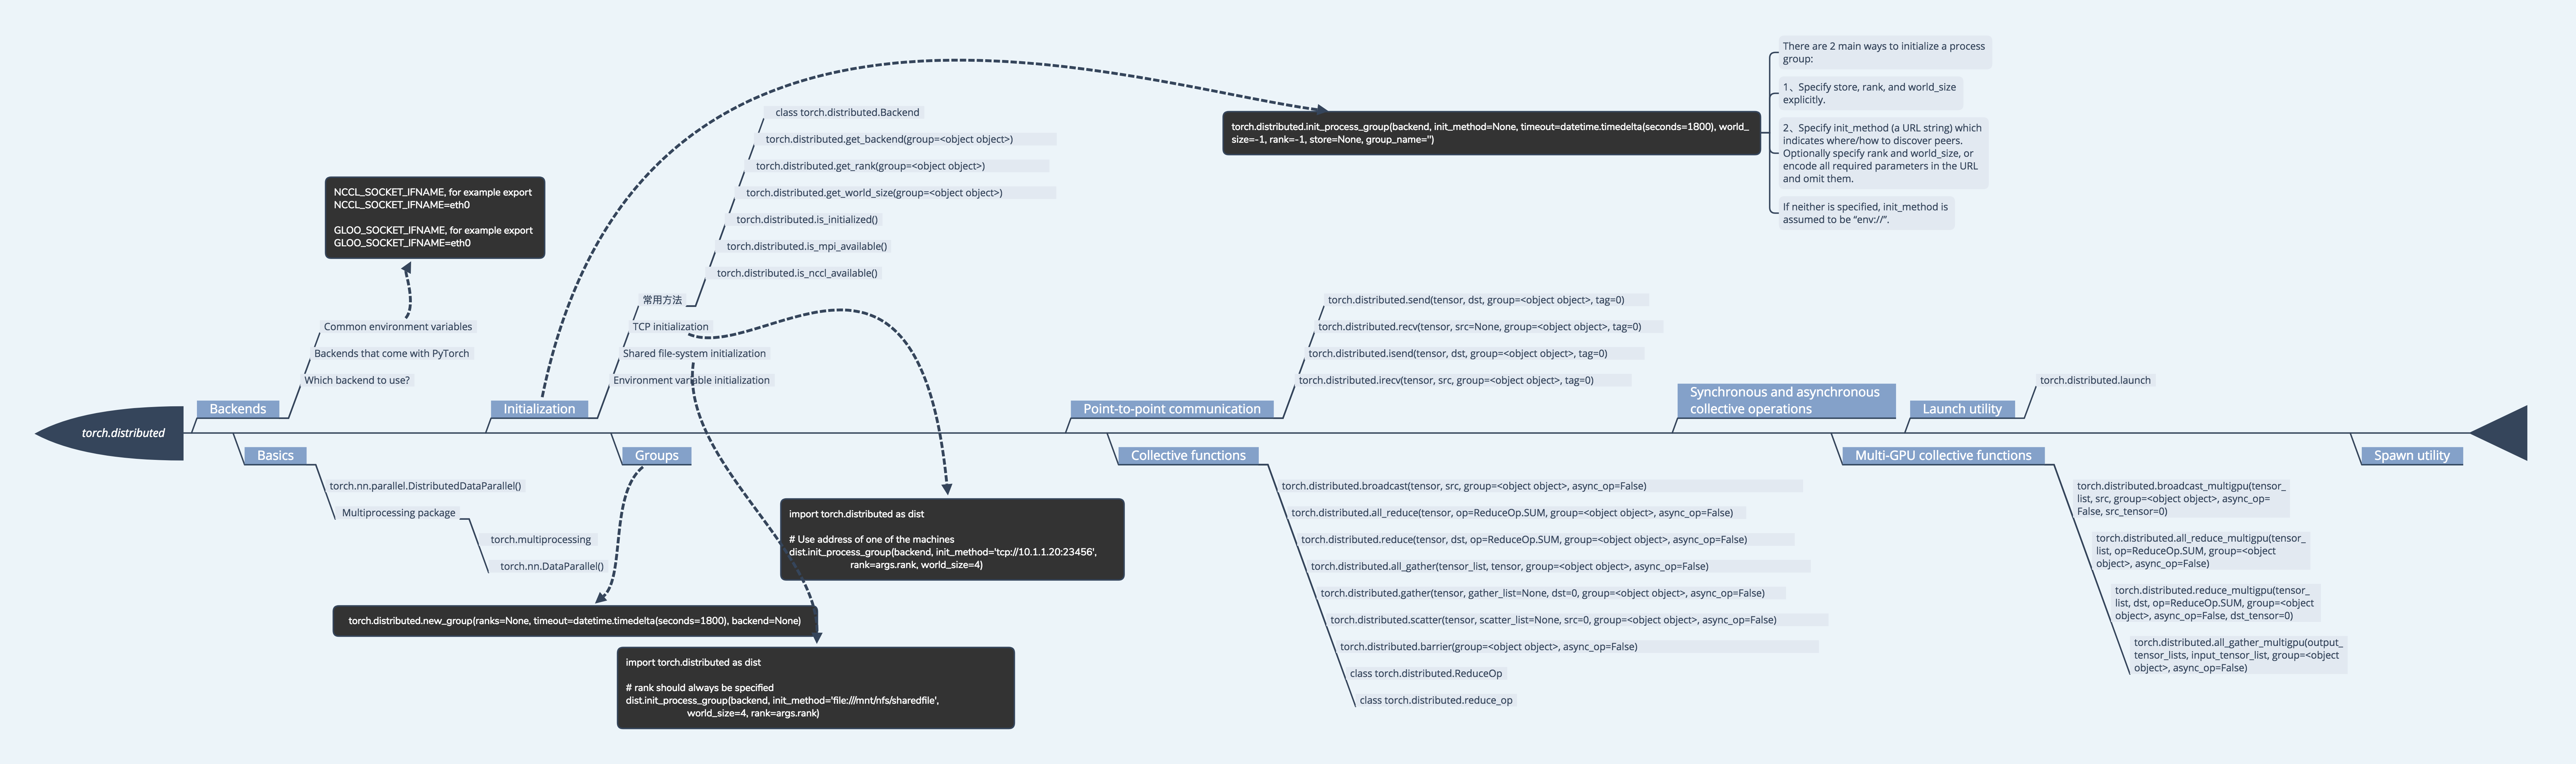 torch.distributed
Backends
Which backend to use?
Backends that come with PyTorch
Common environment variables
NCCL_SOCKET_IFNAME, for example export
NCCL_SOCKET_IFNAME=eth0
GLOO_SOCKET_IFNAME, for example export
GLOO_SOCKET_IFNAME=eth0
Basics
torch.nn.parallel.DistributedDataParallel()
Multiprocessing package
torch.multiprocessing
torch.nn.DataParallel()
Initialization
class torch.distributed.Backend
torch.distributed.get_backend(group=<object object>)
torch.distributed.get_rank(group=<object object>)
torch.distributed.get_world_size(group=<object object>)
torch.distributed.is_initialized()
torch.distributed.is_mpi_available()
torch.distributed.is_nccl_available()
常用方法
TCP initialization
Shared file-system initialization
Environment variable initialization
torch.distributed.init_process_group(backend, init_method=None, timeout=datetime.timedelta(seconds=1800), world_
size=-1, rank=-1, store=None, group_name='')
There are 2 main ways to initialize a process
group:
1、Specify store, rank, and world_size
explicitly.
2、Specify init_method (a URL string) which
indicates where/how to discover peers.
Optionally specify rank and world_size, or
encode all required parameters in the URL
and omit them.
If neither is specified, init_method is
assumed to be “env://”.
Groups
torch.distributed.new_group(ranks=None, timeout=datetime.timedelta(seconds=1800), backend=None)
import torch.distributed as dist
# Use address of one of the machines
dist.init_process_group(backend, init_method='tcp://10.1.1.20:23456',
rank=args.rank, world_size=4)
import torch.distributed as dist
# rank should always be specified
dist.init_process_group(backend, init_method='file:///mnt/nfs/sharedfile',
world_size=4, rank=args.rank)
Point-to-point communication
torch.distributed.send(tensor, dst, group=<object object>, tag=0)
torch.distributed.recv(tensor, src=None, group=<object object>, tag=0)
torch.distributed.isend(tensor, dst, group=<object object>, tag=0)
torch.distributed.irecv(tensor, src, group=<object object>, tag=0)
Collective functions
torch.distributed.broadcast(tensor, src, group=<object object>, async_op=False)
torch.distributed.all_reduce(tensor, op=ReduceOp.SUM, group=<object object>, async_op=False)
torch.distributed.reduce(tensor, dst, op=ReduceOp.SUM, group=<object object>, async_op=False)
torch.distributed.all_gather(tensor_list, tensor, group=<object object>, async_op=False)
torch.distributed.gather(tensor, gather_list=None, dst=0, group=<object object>, async_op=False)
torch.distributed.scatter(tensor, scatter_list=None, src=0, group=<object object>, async_op=False)
torch.distributed.barrier(group=<object object>, async_op=False)
class torch.distributed.ReduceOp
class torch.distributed.reduce_op
Synchronous and asynchronous
collective operations
Multi-GPU collective functions
torch.distributed.broadcast_multigpu(tensor_
list, src, group=<object object>, async_op=
False, src_tensor=0)
torch.distributed.all_reduce_multigpu(tensor_
list, op=ReduceOp.SUM, group=<object
object>, async_op=False)
torch.distributed.reduce_multigpu(tensor_
list, dst, op=ReduceOp.SUM, group=<object
object>, async_op=False, dst_tensor=0)
torch.distributed.all_gather_multigpu(output_
tensor_lists, input_tensor_list, group=<object
object>, async_op=False)
Launch utility
torch.distributed.launch
Spawn utility